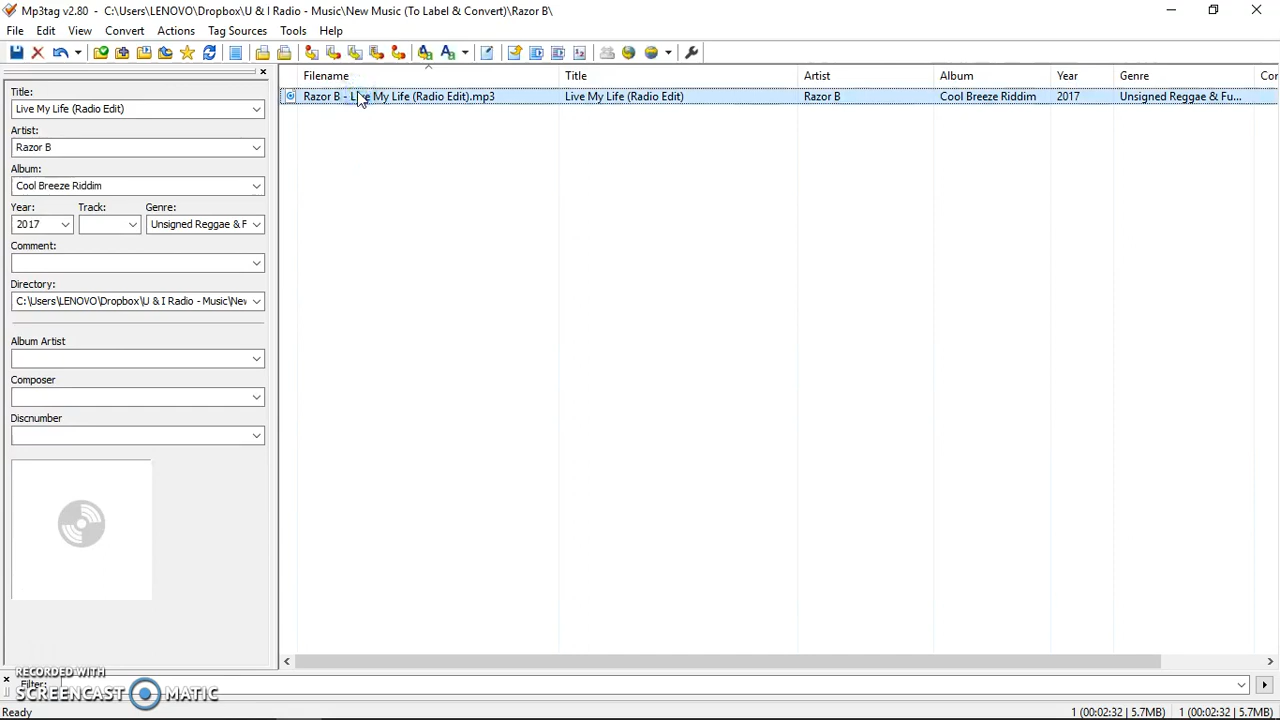 Mp3tag v2.80 - C:\Users\LENOVO\Dropbox\U & I Radio - Music\New Music (To Label & Convert)\Razor B\
File Edit View Convert Actions Tag Sources Tools Help
Title:
Live My Life (Radio Edit)
Artist:
Razor B
Album:
Cool Breeze Riddim
Year: Track: Genre:
2017 Unsigned Reggae & F
Comment:
Directory:
C:\Users\LENOVO\Dropbox\U & I Radio - Music\Nev
Album Artist
Composer
Discnumber
Filename Title Artist Album Year Genre Cor
Razor B - Live My Life (Radio Edit).mp3 Live My Life (Radio Edit) Razor B Cool Breeze Riddim 2017 Unsigned Reggae & Fu...
RECORDED WITH
SCREENCAST MATIC
Filter:
Ready 1 (00:02:32 | 5.7MB) 1 (00:02:32 | 5.7MB)